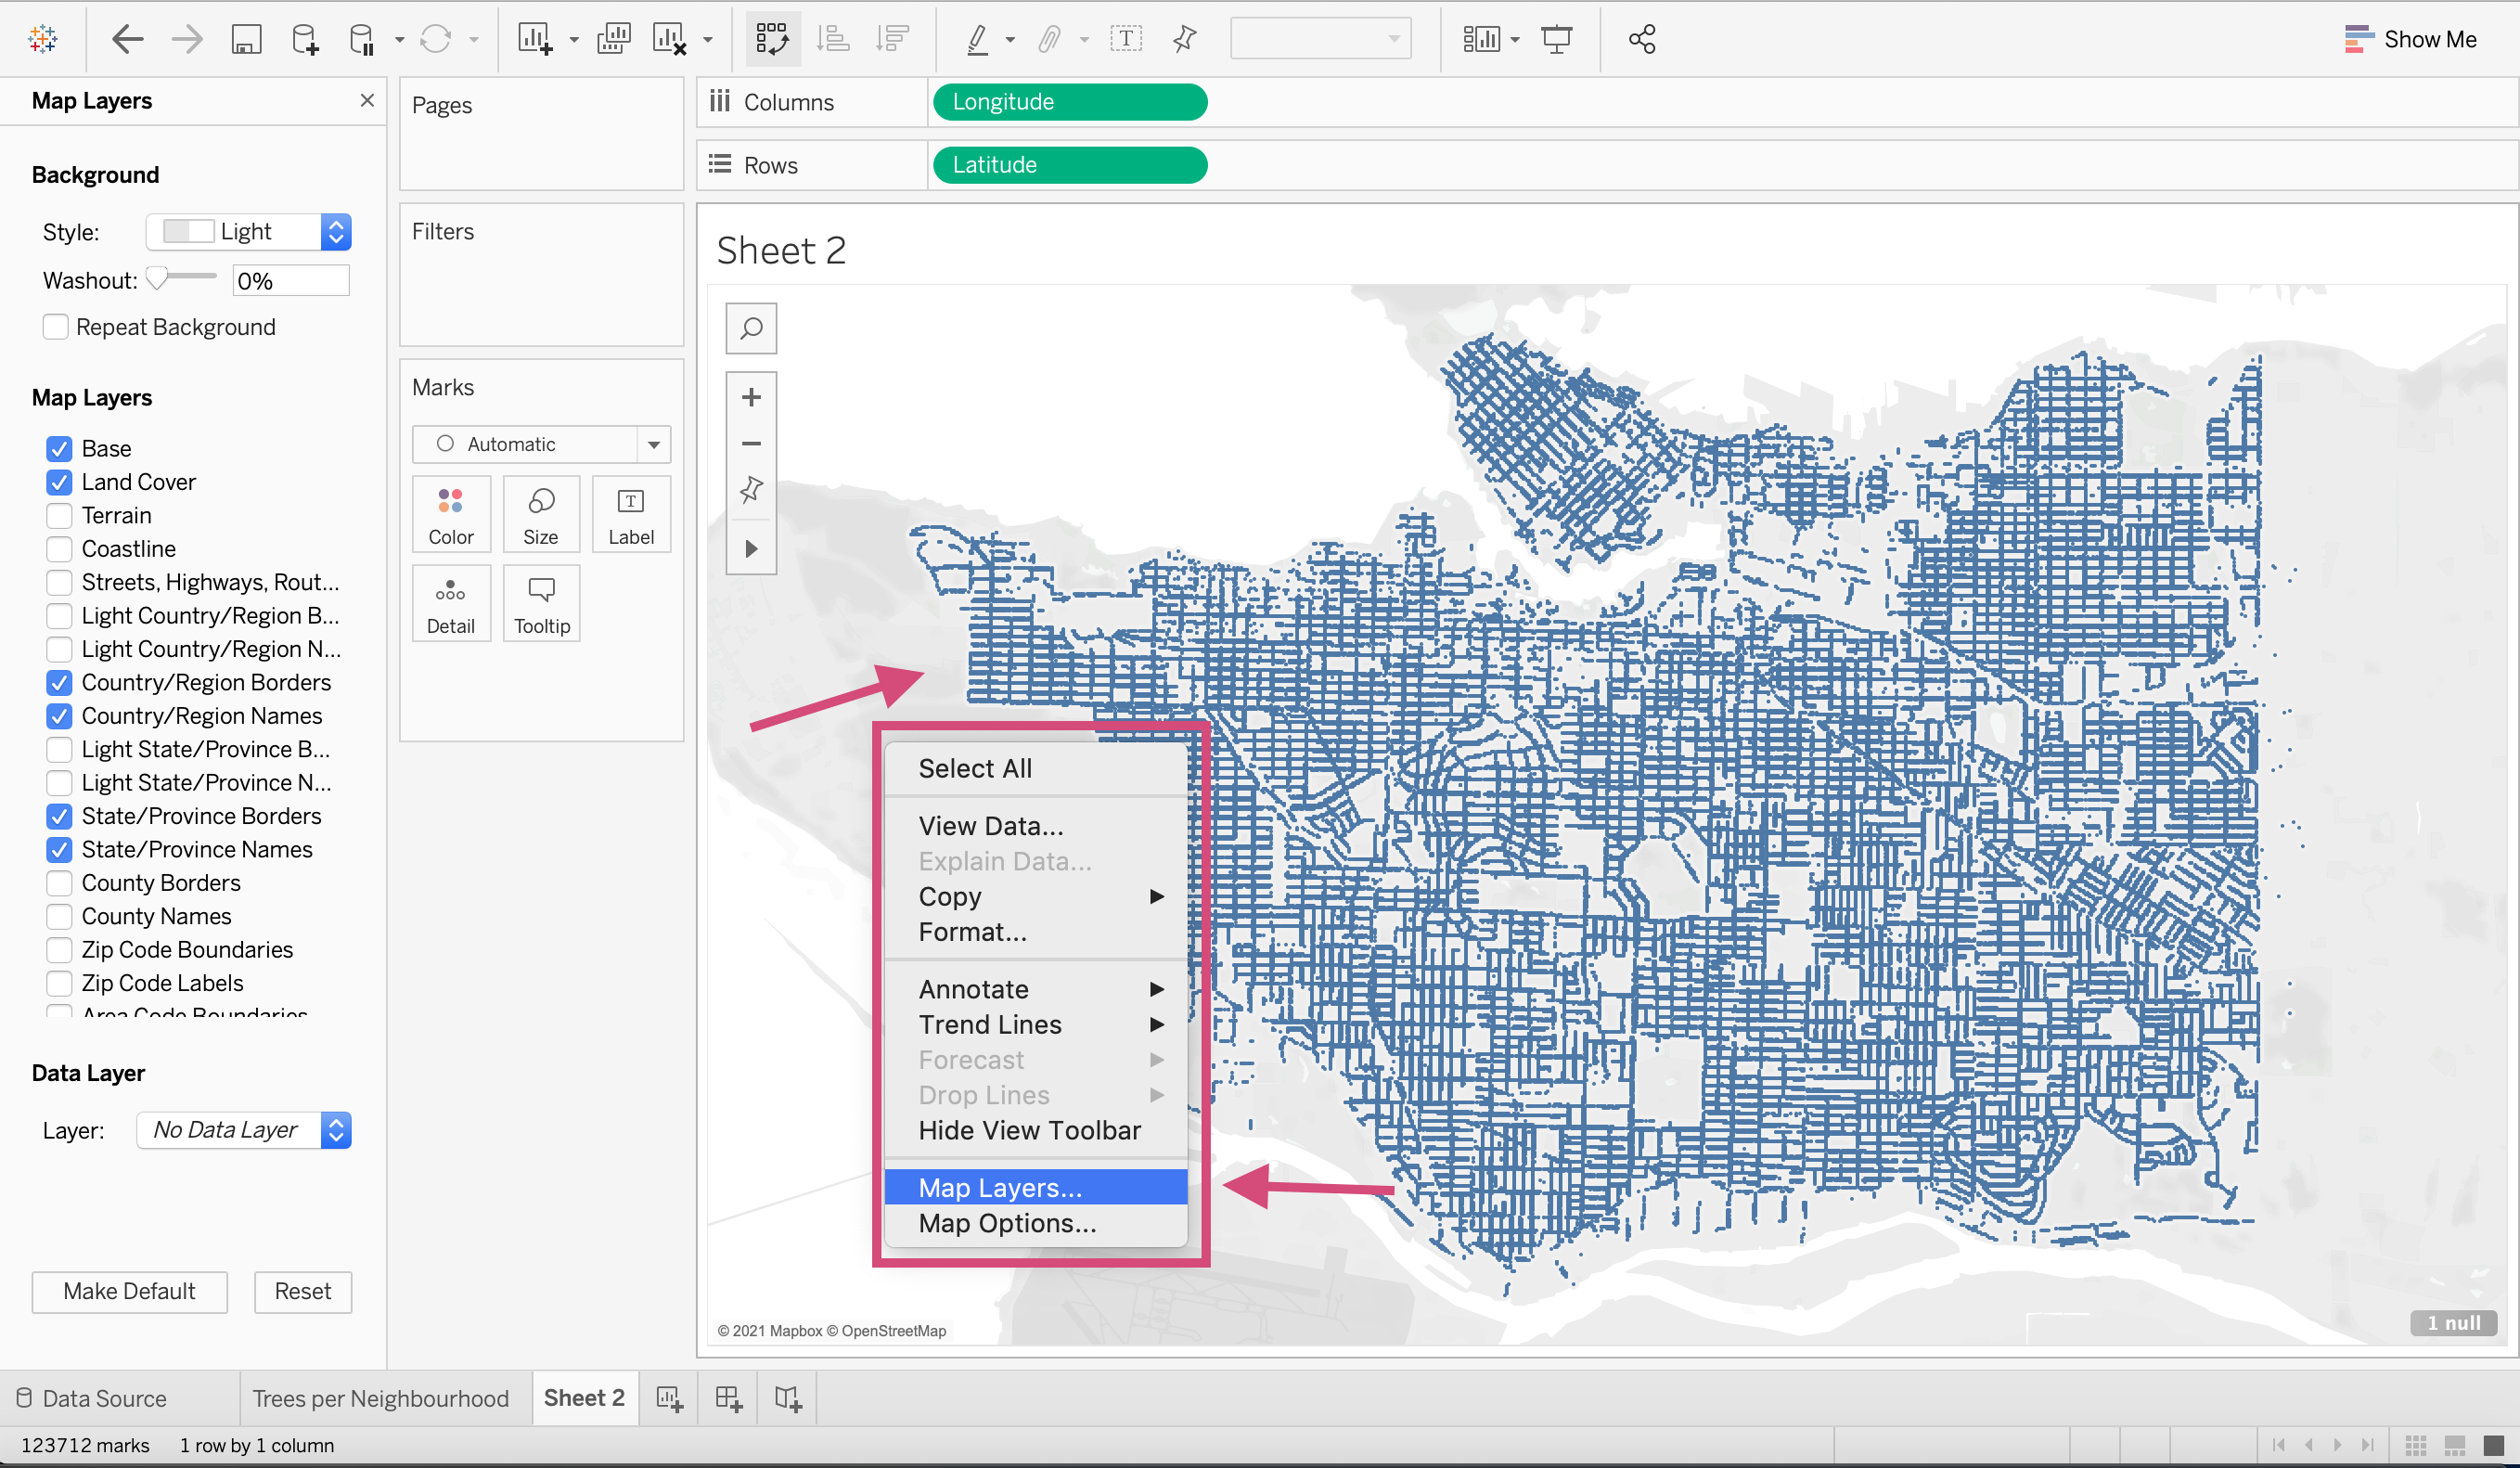 Show Me
Map Layers
Background
Style:
Light
Washout:
0%
Repeat Background
Map Layers
Base
Land Cover
Terrain
Coastline
Streets, Highways, Rout...
Light Country/Region B...
Light Country/Region N...
Country/Region Borders
Country/Region Names
Light State/Province B...
Light State/Province N...
State/Province Borders
State/Province Names
County Borders
County Names
Zip Code Boundaries
Zip Code Labels
Area Code Boundaries
Data Layer
Layer:
No Data Layer
Make Default
Reset
Pages
Filters
Marks
Automatic
Color
Size
T
Label
Detail
Tooltip
T
Columns
Longitude
Rows
Latitude
Sheet 2
Select All
View Data...
Explain Data...
Copy
Format...
Annotate
Trend Lines
Forecast
Drop Lines
Hide View Toolbar
Map Layers...
Map Options...
© 2021 Mapbox © OpenStreetMap
1 null
Data Source
Trees per Neighbourhood
Sheet 2
123712 marks
1 row by 1 column